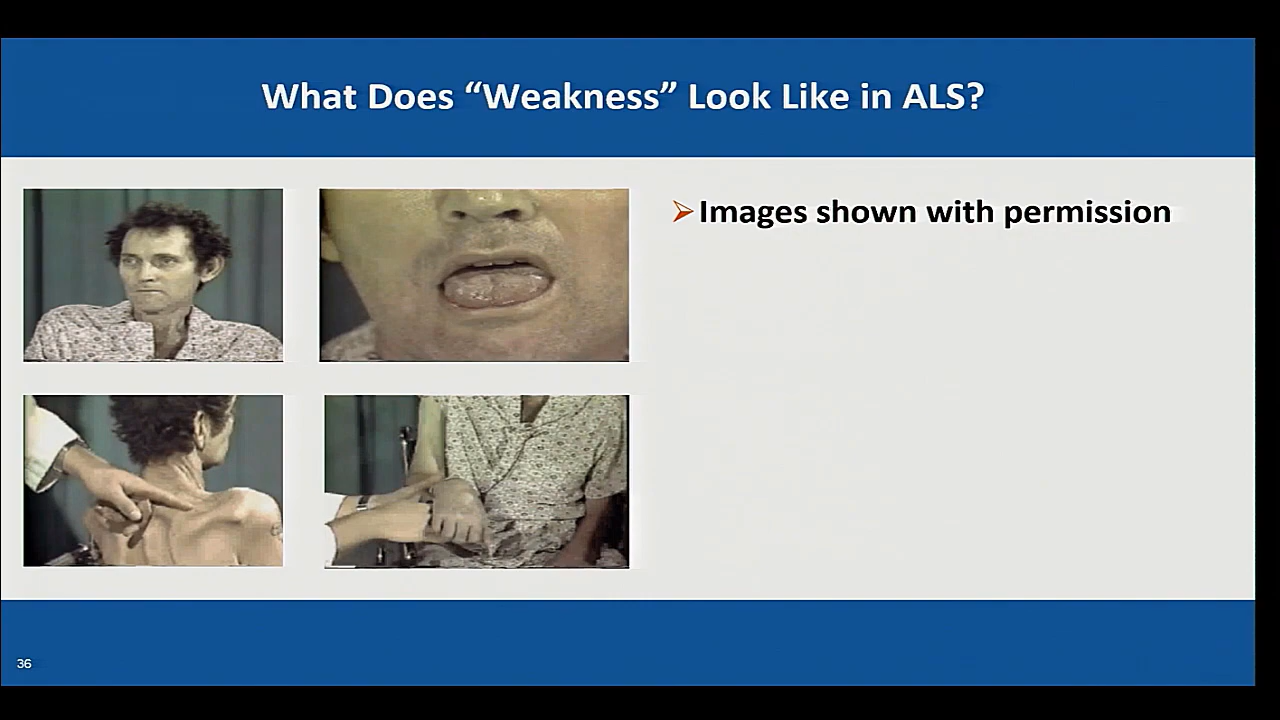 What Does “Weakness” Look Like in ALS?
Images shown with permission
36